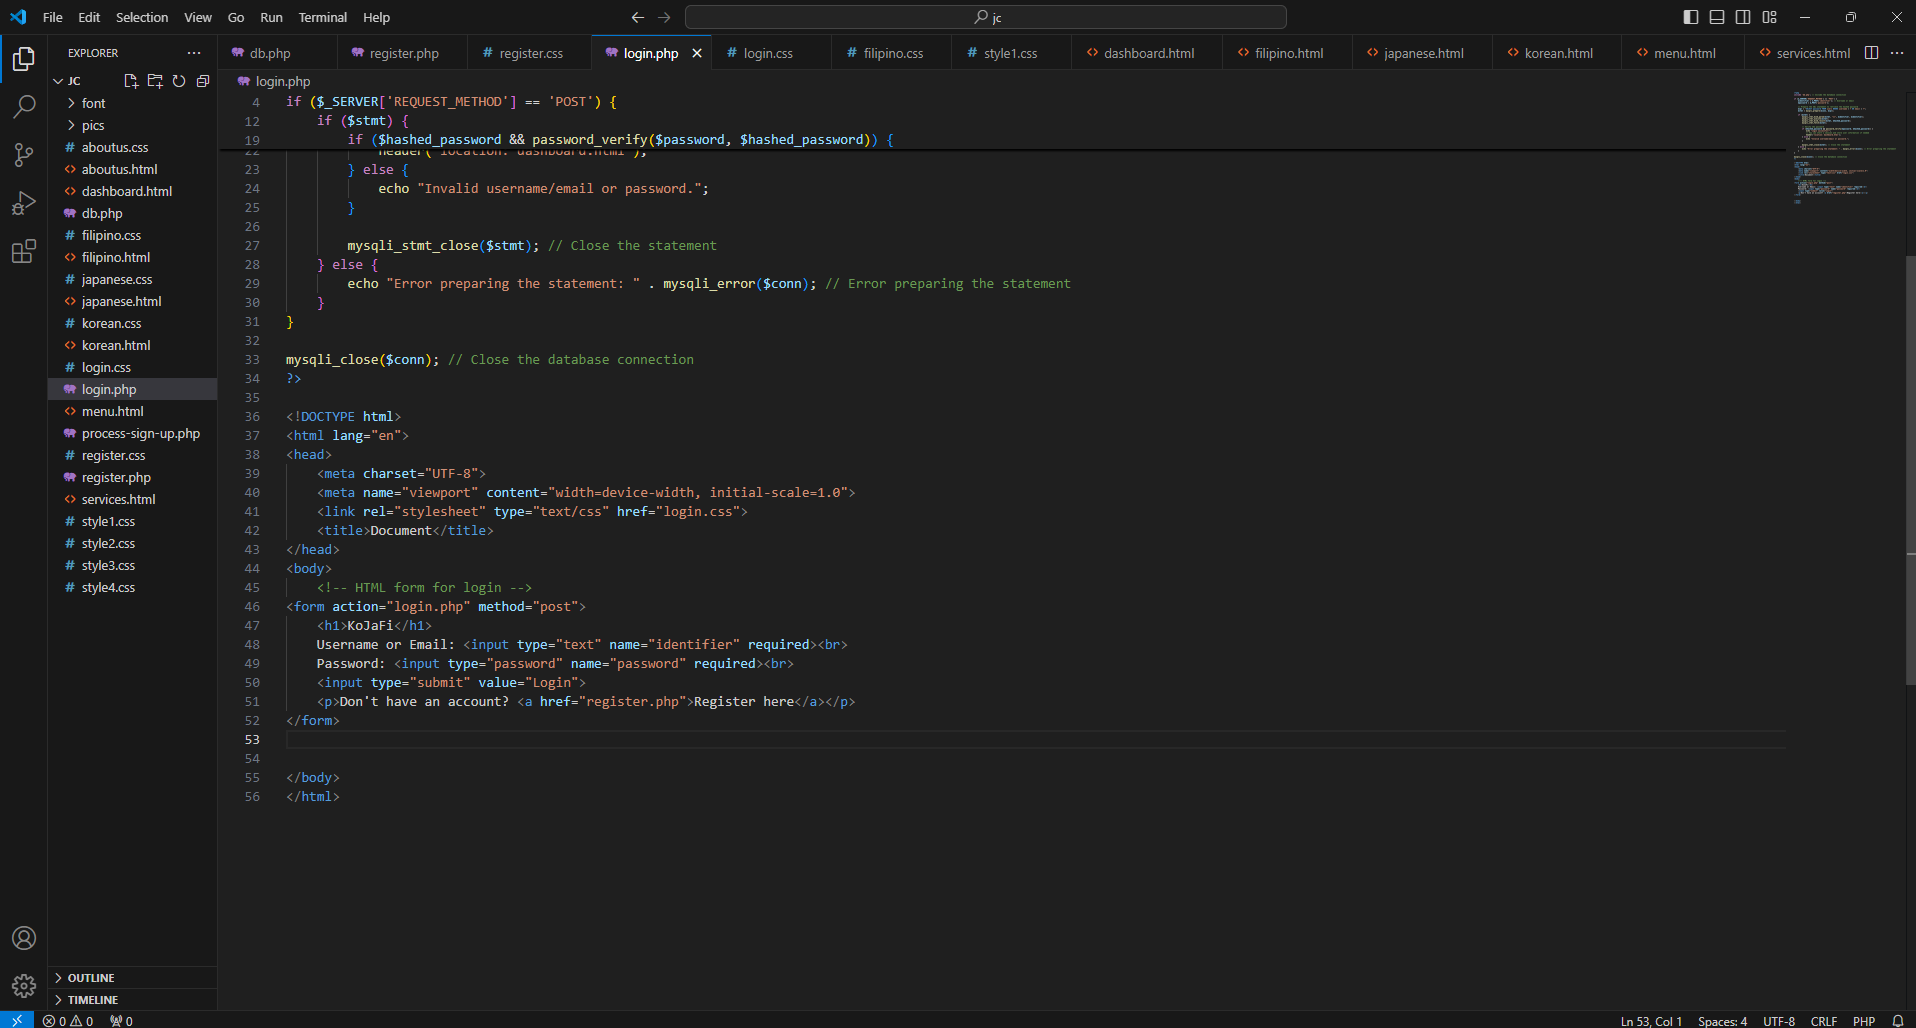 File Edit Selection View Go Run Terminal Help
jc
EXPLORER
JC
font
pics
aboutus.css
aboutus.html
dashboard.html
db.php
filipino.css
filipino.html
japanese.css
japanese.html
korean.css
korean.html
login.css
login.php
menu.html
process-sign-up.php
register.css
register.php
services.html
style1.css
style2.css
style3.css
style4.css
OUTLINE
TIMELINE
db.php register.php register.css login.php login.css filipino.css style1.css dashboard.html filipino.html japanese.html korean.html menu.html services.html
login.php
4 if ($_SERVER['REQUEST_METHOD'] == 'POST') {
12 if ($stmt) {
19 if ($hashed_password && password_verify($password, $hashed_password)) {
22 header("location: dashboard.html");
23 } else {
24 echo "Invalid username/email or password.";
25 }
26
27 mysqli_stmt_close($stmt); // Close the statement
28 } else {
29 echo "Error preparing the statement: " . mysqli_error($conn); // Error preparing the statement
30 }
31 }
32
33 mysqli_close($conn); // Close the database connection
34 ?>
35
36 <!DOCTYPE html>
37 <html lang="en">
38 <head>
39 <meta charset="UTF-8">
40 <meta name="viewport" content="width=device-width, initial-scale=1.0">
41 <link rel="stylesheet" type="text/css" href="login.css">
42 <title>Document</title>
43 </head>
44 <body>
45 <!-- HTML form for login -->
46 <form action="login.php" method="post">
47 <h1>KoJaFi</h1>
48 Username or Email: <input type="text" name="identifier" required><br>
49 Password: <input type="password" name="password" required><br>
50 <input type="submit" value="Login">
51 <p>Don't have an account? <a href="register.php">Register here</a></p>
52 </form>
53
54
55 </body>
56 </html>
0 0 0 Ln 53, Col 1 Spaces: 4 UTF-8 CRLF PHP